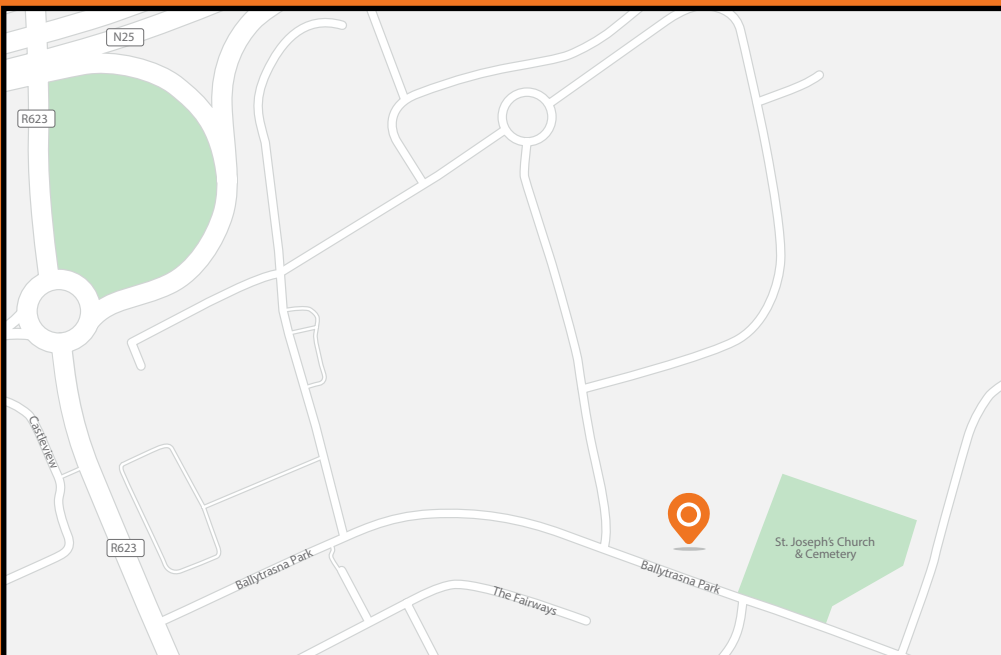 N25
R623
Castleview
R623
Ballytrasna Park
The Fairways
Ballytrasna Park
St. Joseph's Church
& Cemetery